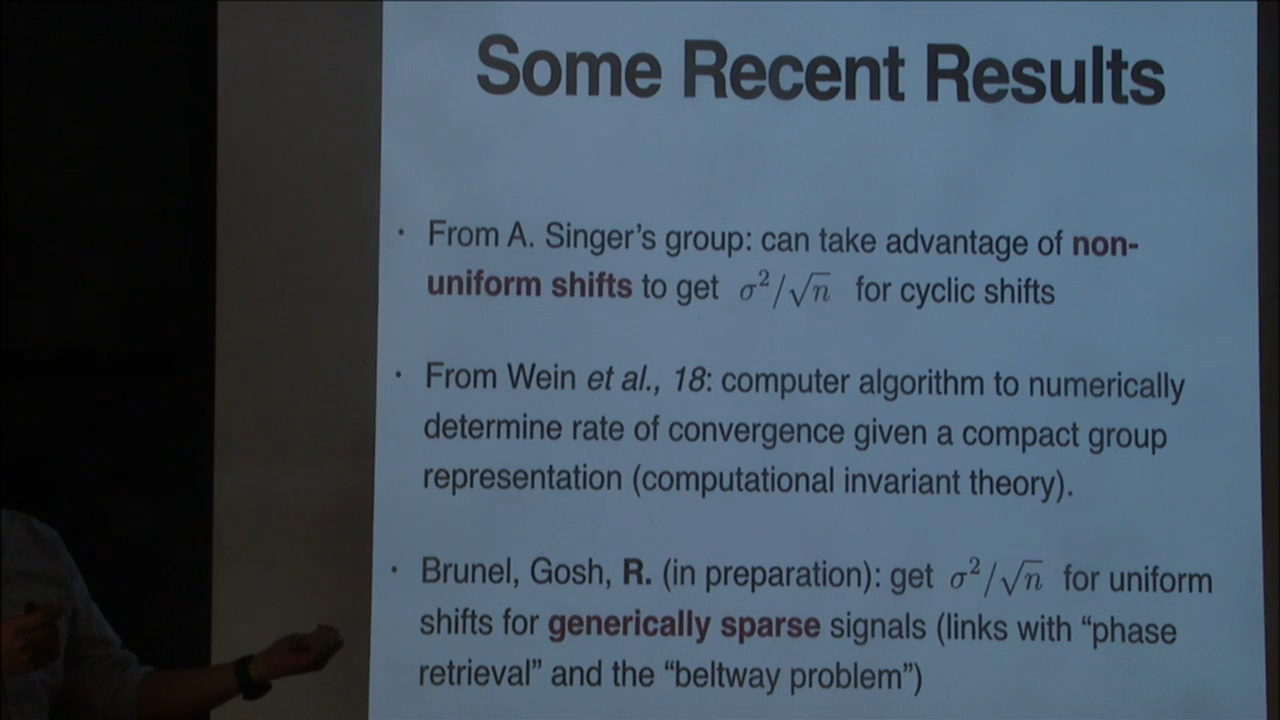 Some Recent Results
• From A. Singer's group: can take advantage of non-
uniform shifts to get σ²/√n for cyclic shifts
• From Wein et al., 18: computer algorithm to numerically
determine rate of convergence given a compact group
representation (computational invariant theory).
• Brunel, Gosh, R. (in preparation): get σ²/√n for uniform
shifts for generically sparse signals (links with “phase
retrieval” and the “beltway problem”)